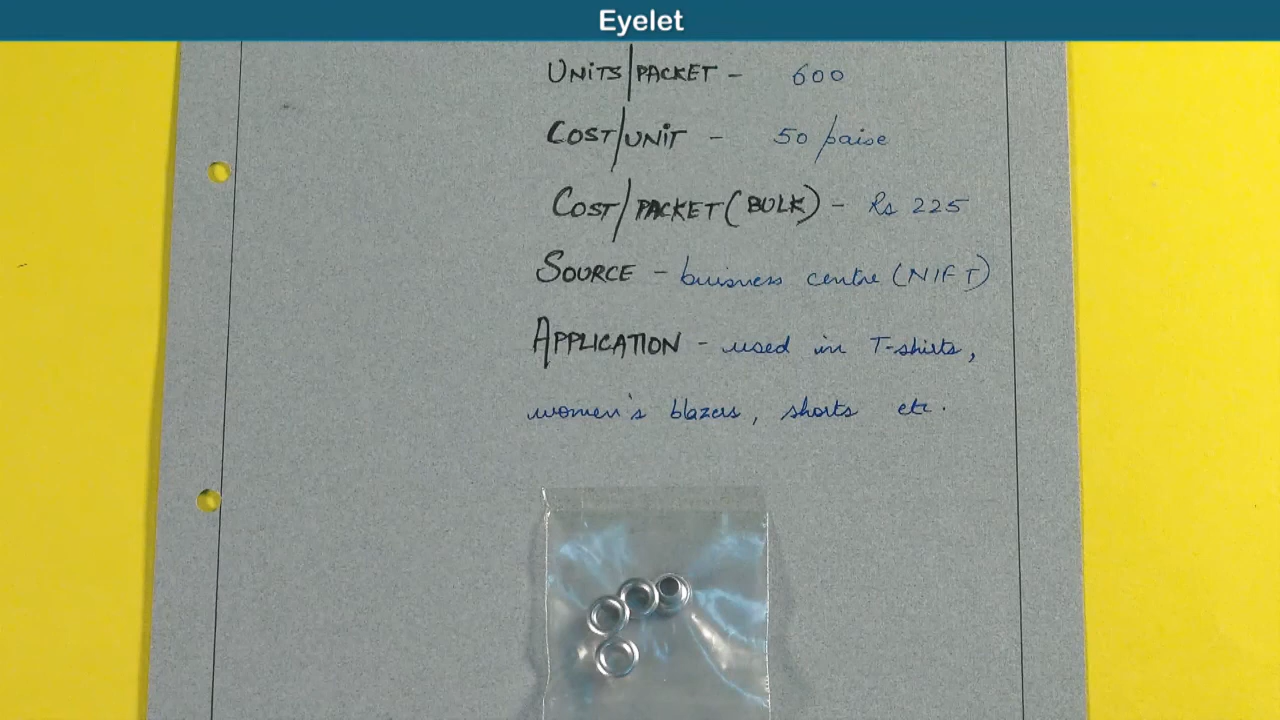 Eyelet
UNITS/PACKET - 600
COST/UNIT - 50 paise
COST/PACKET (BULK) - Rs 225
SOURCE - buisness centre (NIFT)
APPLICATION - used in T-shirts,
women's blazers, shorts etc.